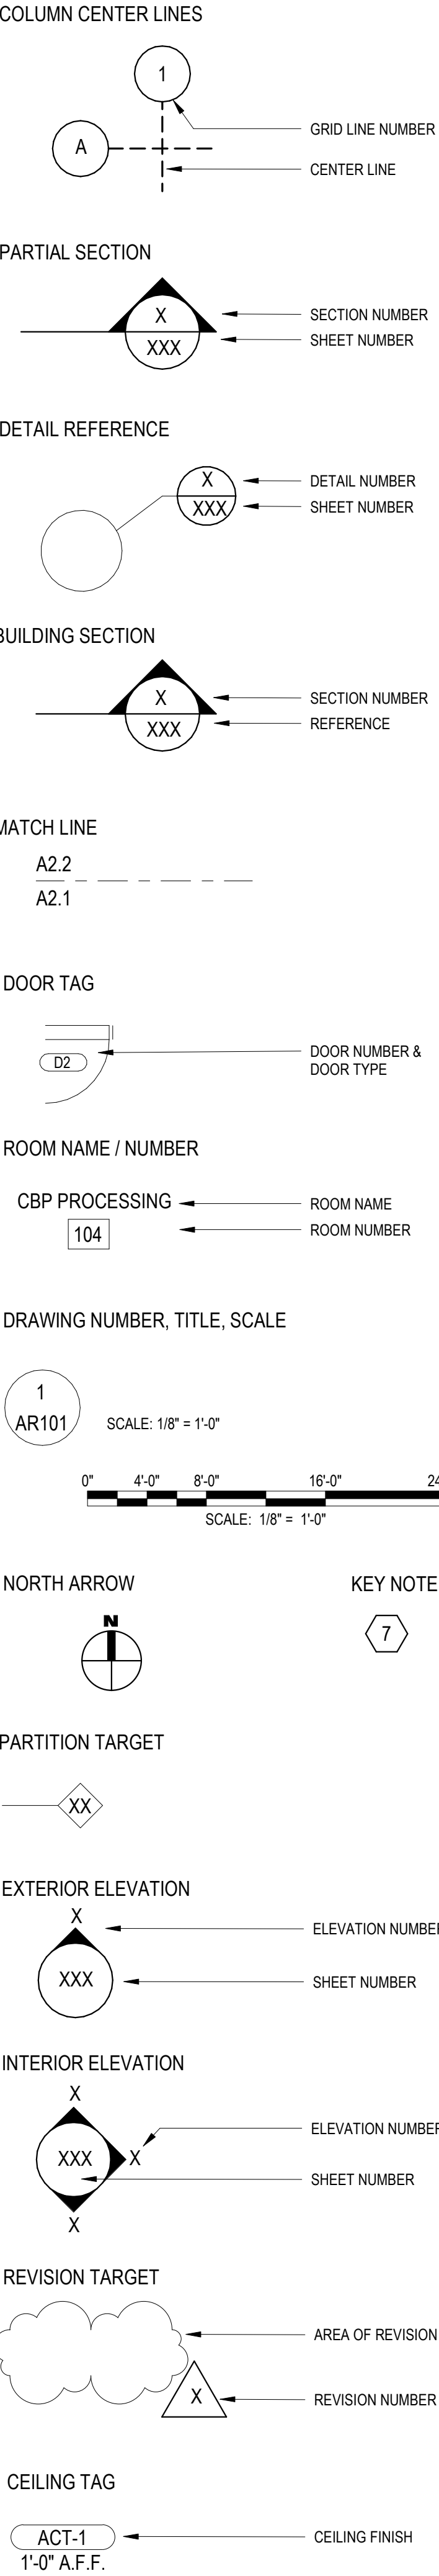 COLUMN CENTER LINES
1
GRID LINE NUMBER
A
CENTER LINE
PARTIAL SECTION
X
SECTION NUMBER
XXX
SHEET NUMBER
DETAIL REFERENCE
X
DETAIL NUMBER
XXX
SHEET NUMBER
BUILDING SECTION
X
SECTION NUMBER
XXX
REFERENCE
MATCH LINE
A2.2
A2.1
DOOR TAG
D2
DOOR NUMBER &
DOOR TYPE
ROOM NAME / NUMBER
CBP PROCESSING
ROOM NAME
104
ROOM NUMBER
DRAWING NUMBER, TITLE, SCALE
1
AR101
SCALE: 1/8" = 1'-0"
0" 4'-0" 8'-0" 16'-0" 24
SCALE: 1/8" = 1'-0"
NORTH ARROW
KEY NOTE
N
7
PARTITION TARGET
XX
EXTERIOR ELEVATION
X
ELEVATION NUMBER
XXX
SHEET NUMBER
INTERIOR ELEVATION
X
ELEVATION NUMBER
XXX
X
SHEET NUMBER
X
REVISION TARGET
AREA OF REVISION
X
REVISION NUMBER
CEILING TAG
ACT-1
CEILING FINISH
1'-0" A.F.F.